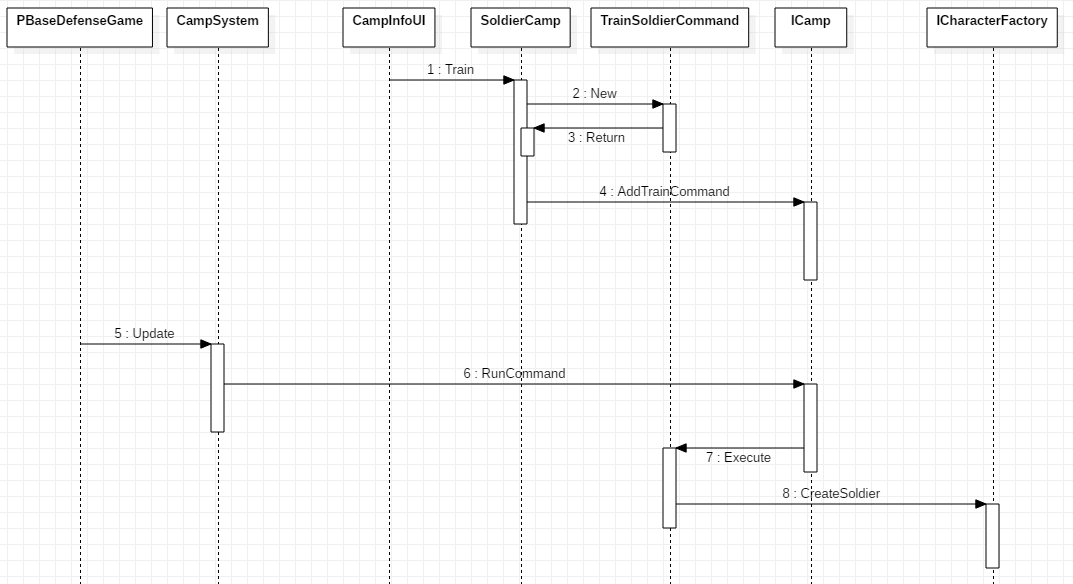 PBaseDefenseGame
CampSystem
CampInfoUI
SoldierCamp
TrainSoldierCommand
ICamp
ICharacterFactory
1 : Train
2 : New
3 : Return
4 : AddTrainCommand
5 : Update
6 : RunCommand
7 : Execute
8 : CreateSoldier